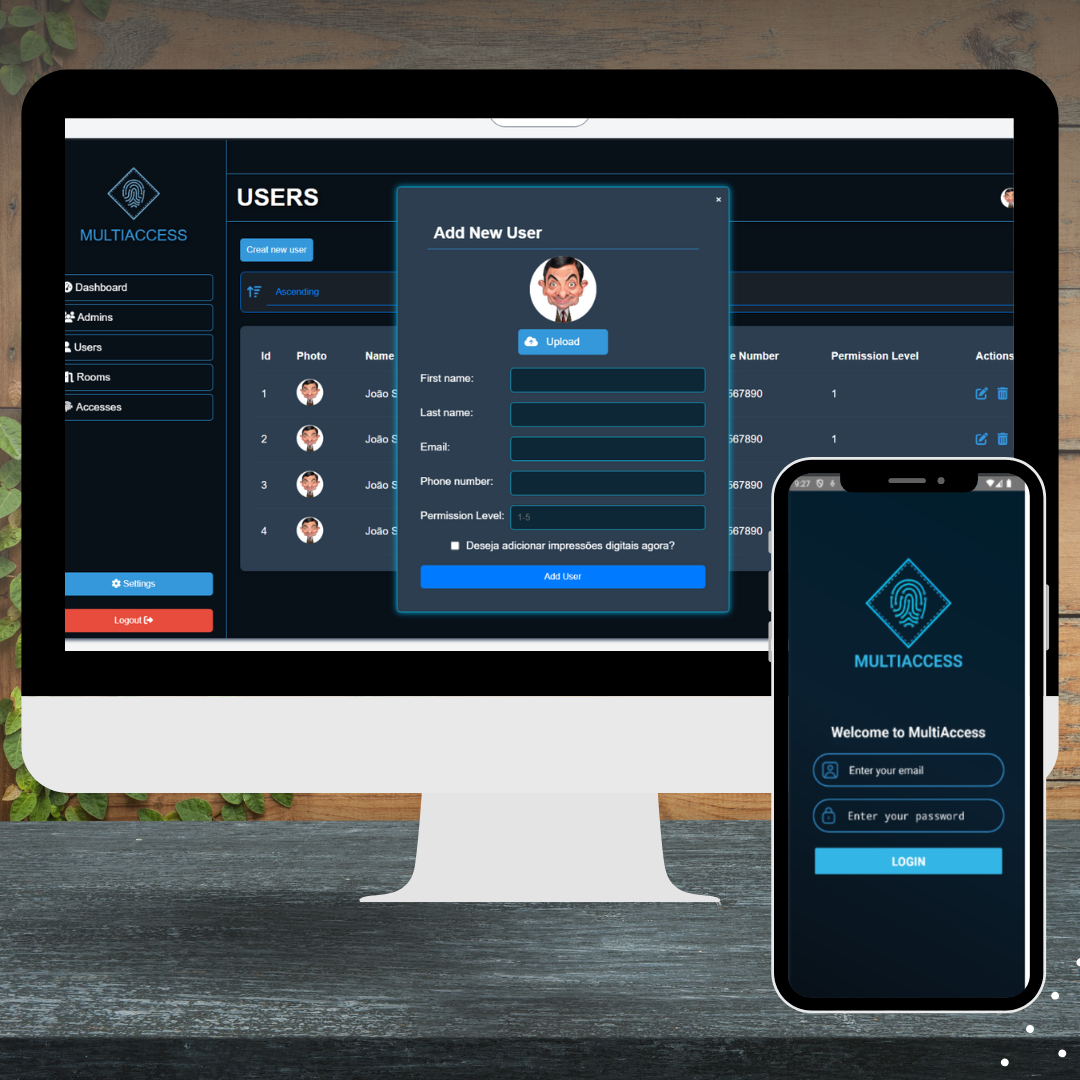 MULTIACCESS
Dashboard
Admins
Users
Rooms
Accesses
Settings
Logout
USERS
Creat new user
Ascending
Id Photo Name e Number Permission Level Actions
1 João S 567890 1
2 João S 567890 1
3 João S 567890
4 João S 567890
×
Add New User
Upload
First name:
Last name:
Email:
Phone number:
Permission Level: 1-5
Deseja adicionar impressões digitais agora?
Add User
9:27
MULTIACCESS
Welcome to MultiAccess
Enter your email
Enter your password
LOGIN